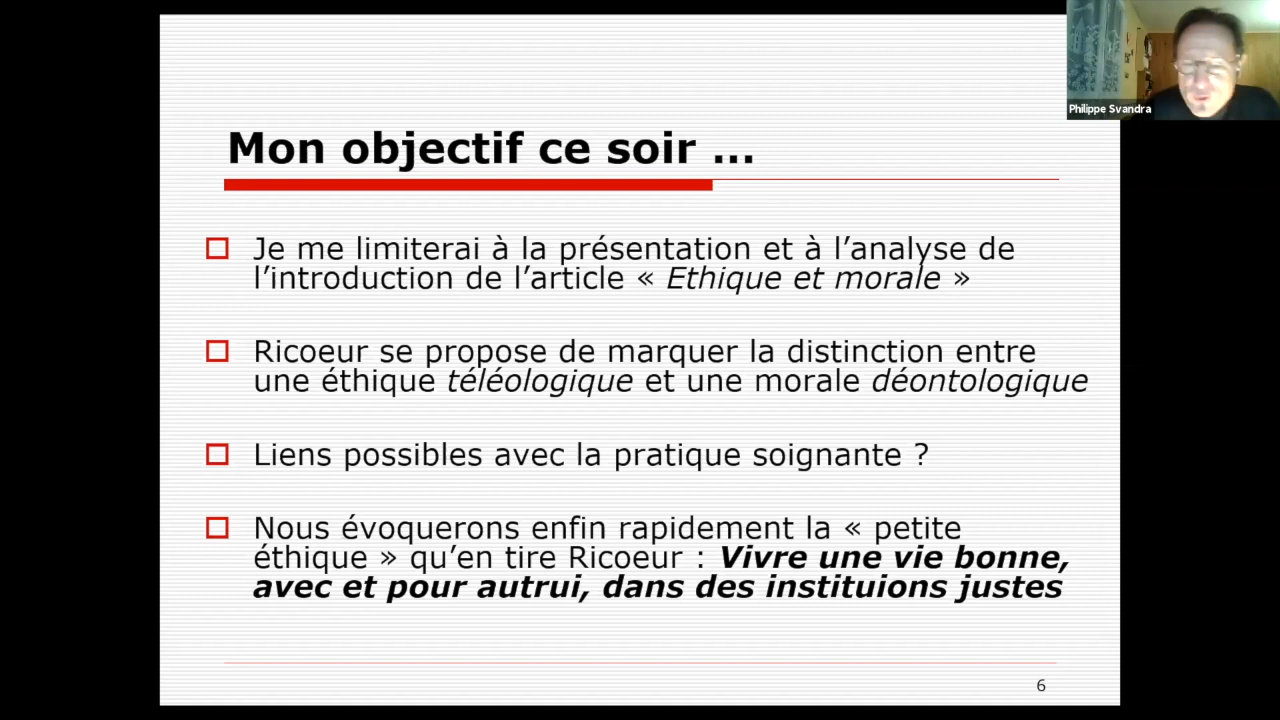 Philippe Svandra
Mon objectif ce soir ...
Je me limiterai à la présentation et à l’analyse de
l’introduction de l’article « Ethique et morale »
Ricoeur se propose de marquer la distinction entre
une éthique téléologique et une morale déontologique
Liens possibles avec la pratique soignante ?
Nous évoquerons enfin rapidement la « petite
éthique » qu’en tire Ricoeur : Vivre une vie bonne,
avec et pour autrui, dans des instituions justes
6